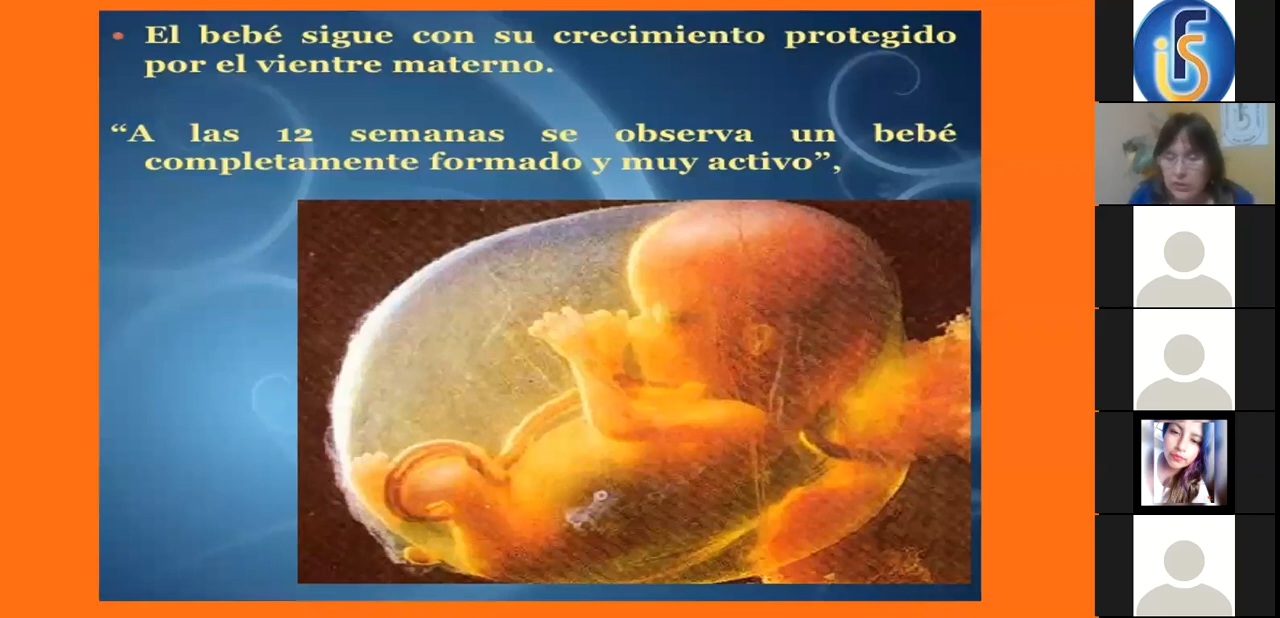 El bebé sigue con su crecimiento protegido
por el vientre materno.
“A las 12 semanas se observa un bebé
completamente formado y muy activo”,
ifs